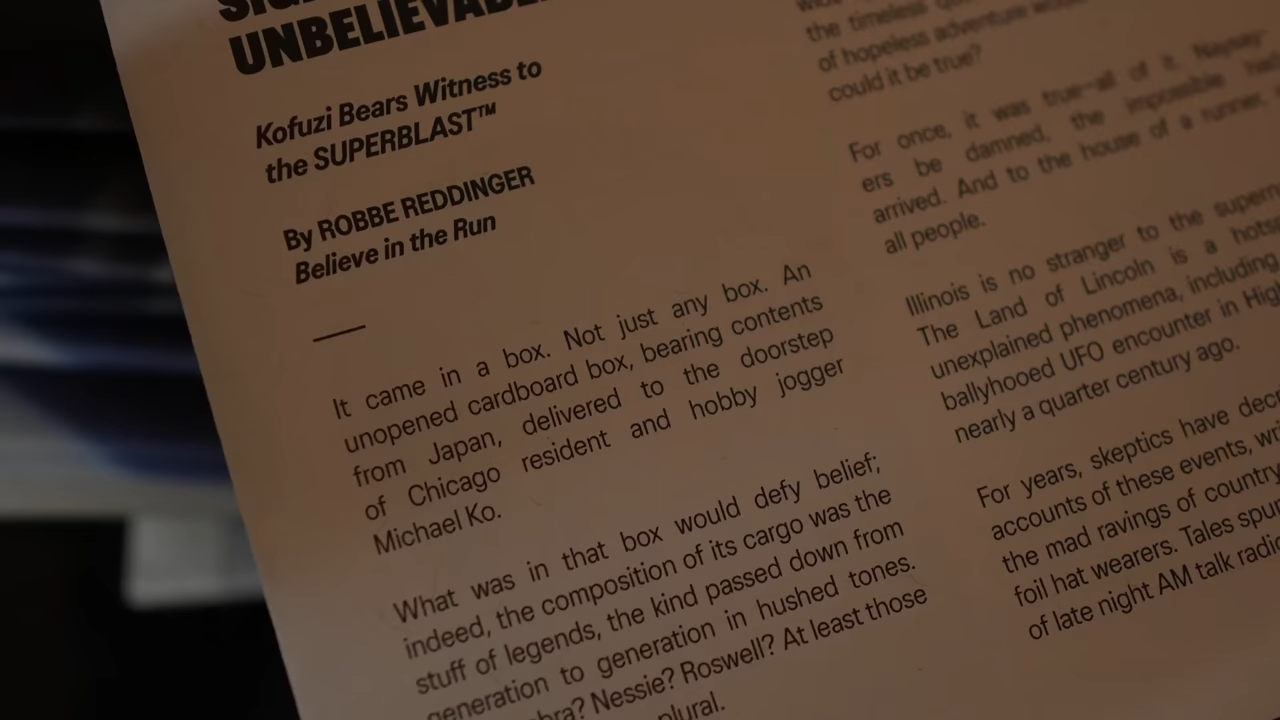 UNBELIEVABLE
Kofuzi Bears Witness to
the SUPERBLAST™
By ROBBE REDDINGER
Believe in the Run
It came in a box. Not just any box. An
unopened cardboard box, bearing contents
from Japan, delivered to the doorstep
of Chicago resident and hobby jogger
Michael Ko.
What was in that box would defy belief;
indeed, the composition of its cargo was the
stuff of legends, the kind passed down from
generation to generation in hushed tones.
Nessie? Roswell? At least those
plural.
the timeless
of hopeless adventure
could it be true?
For once, it was true—all of it. Naysay-
ers be damned, the impossible had
arrived. And to the house of a runner,
all people.
Illinois is no stranger to the
The Land of Lincoln is a
unexplained phenomena, including
ballyhooed UFO encounter in
nearly a quarter century ago.
For years, skeptics have
accounts of these events,
the mad ravings of country
foil hat wearers. Tales
of late night AM talk